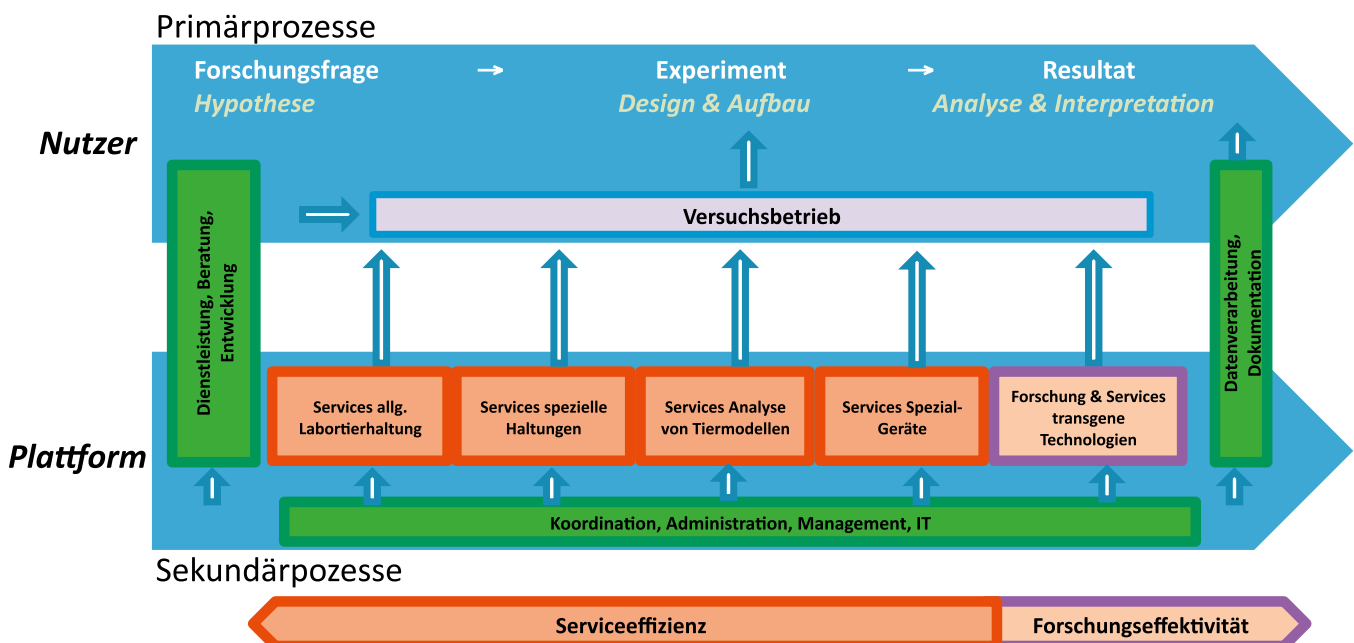 Primärprozesse
Forschungsfrage → Experiment → Resultat
Hypothese Design & Aufbau Analyse & Interpretation
Nutzer
Dienstleistung, Beratung,
Entwicklung
Versuchsbetrieb
Datenverarbeitung,
Dokumentation
Plattform
Services allg.
Labortierhaltung
Services spezielle
Haltungen
Services Analyse
von Tiermodellen
Services Spezial-
Geräte
Forschung & Services
transgene
Technologien
Koordination, Administration, Management, IT
Sekundärpozesse
Serviceeffizienz
Forschungseffektivität